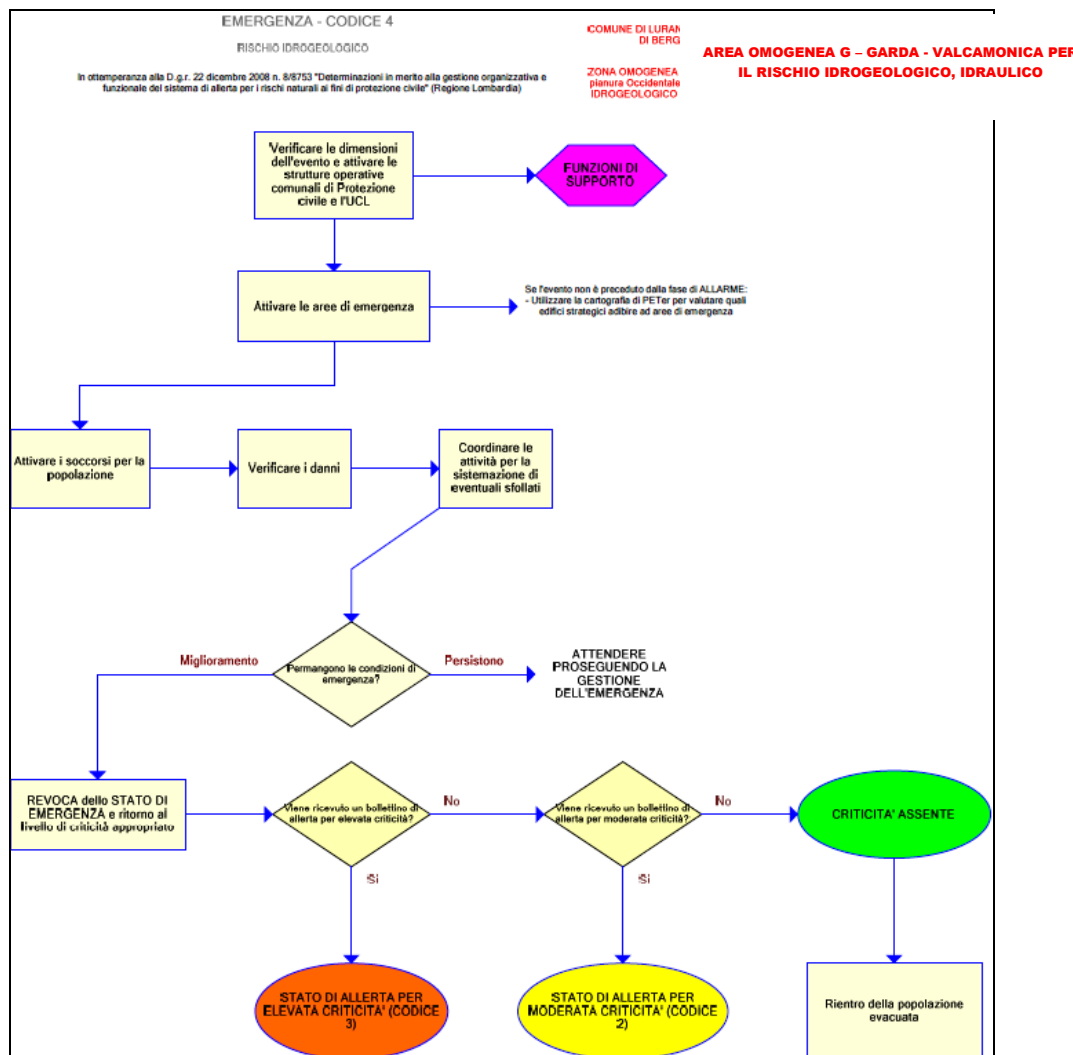 EMERGENZA - CODICE 4
RISCHIO IDROGEOLOGICO
In ottemperanza alla D.g.r. 22 dicembre 2008 n. 8/8753 "Determinazioni in merito alla gestione organizzativa e
funzionale del sistema di allerta per i rischi naturali ai fini di protezione civile" (Regione Lombardia)
COMUNE DI LURAN
DI BERG
ZONA OMOGENEA
pianura Occidentale
IDROGEOLOGICO
AREA OMOGENEA G – GARDA - VALCAMONICA PER
IL RISCHIO IDROGEOLOGICO, IDRAULICO
'Verificare le dimensioni
dell'evento e attivare le
strutture operative
comunali di Protezione
civile e l'UCL
FUNZIONI DI
SUPPORTO
Attivare le aree di emergenza
Se l'evento non è preceduto dalla fase di ALLARME:
- Utilizzare la cartografia di PETer per valutare quali
edifici strategici adibire ad aree di emergenza
Attivare i soccorsi per la
popolazione
Verificare i danni
Coordinare le
attività per la
sistemazione di
eventuali sfollati
Miglioramento
Permangono le condizioni di
emergenza?
Persistono
ATTENDERE
PROSEGUENDO LA
GESTIONE
DELL'EMERGENZA
REVOCA dello STATO DI
EMERGENZA e ritorno al
livello di criticità appropriato
Viene ricevuto un bollettino di
allerta per elevata criticità?
No
Viene ricevuto un bollettino di
allerta per moderata criticità?
No
CRITICITA' ASSENTE
Si
Si
STATO DI ALLERTA PER
ELEVATA CRITICITA' (CODICE
3)
STATO DI ALLERTA PER
MODERATA CRITICITA' (CODICE
2)
Rientro della popolazione
evacuata